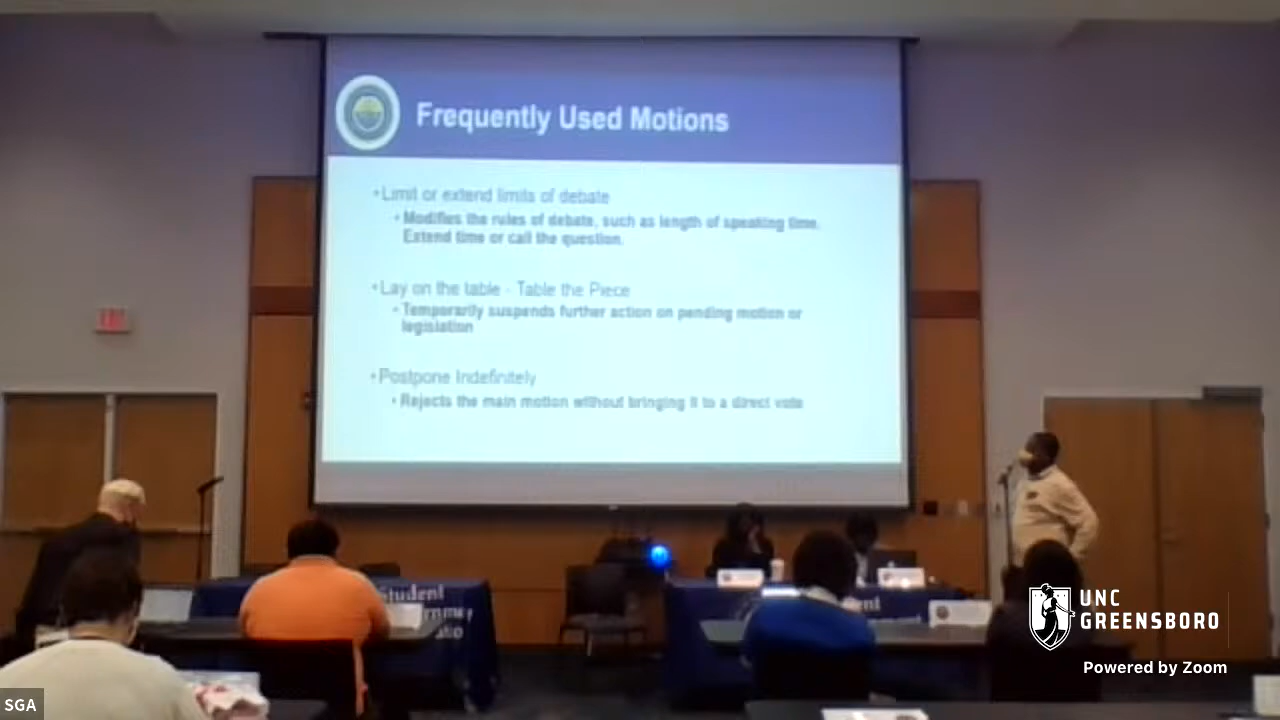 Frequently Used Motions
•Limit or extend limits of debate
•Modifies the rules of debate, such as length of speaking time.
Extend time or call the question.
•Lay on the table - Table the Piece
•Temporarily suspends further action on pending motion or
legislation
•Postpone Indefinitely
•Rejects the main motion without bringing it to a direct vote
Student
UNC
GREENSBORO
Powered by Zoom
SGA